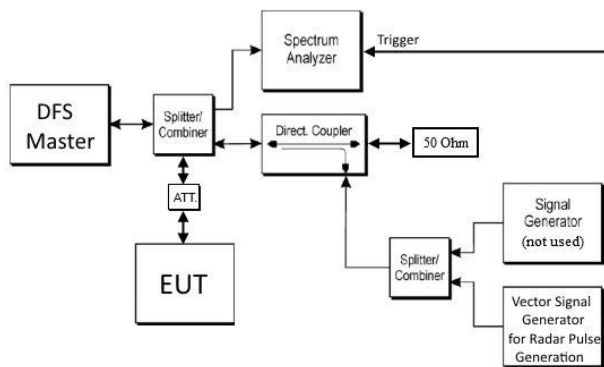 Spectrum
Analyzer
Trigger
DFS
Master
Splitter/
Combiner
Direct. Coupler
50 Ohm
ATT.
EUT
Splitter/
Combiner
Signal
Generator
(not used)
Vector Signal
Generator
for Radar Pulse
Generation